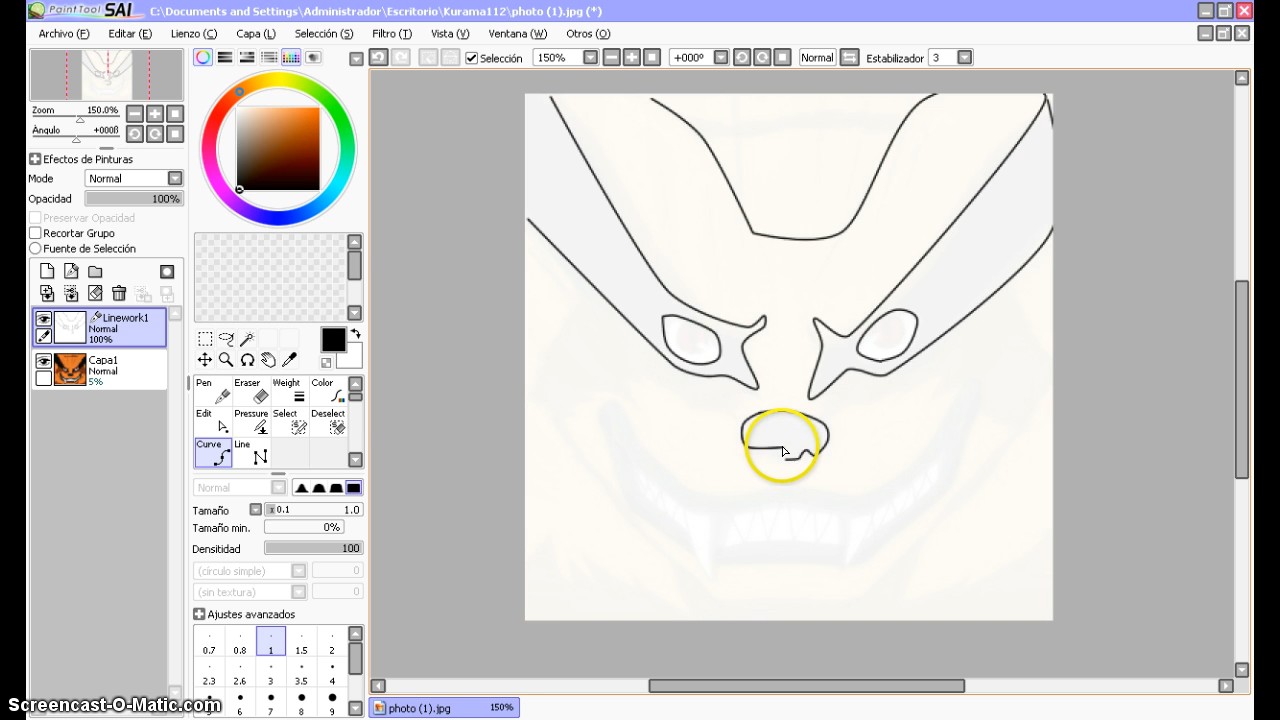 PaintTool SAI C:\Documents and Settings\Administrador\Escritorio\Kurama112\photo (1).jpg (*)
Archivo (F) Editar (E) Lienzo (C) Capa (L) Selección (S) Filtro (T) Vista (V) Ventana (W) Otros (O)
Selección 150% +000º Normal Estabilizador 3
Zoom 150.0%
Ángulo +000ß
Efectos de Pinturas
Mode Normal
Opacidad 100%
Preservar Opacidad
Recortar Grupo
Fuente de Selección
Linework1
Normal
100%
Capa1
Normal
5%
Pen Eraser Weight Color
Edit Pressure Select Deselect
Curve Line
Normal
Tamaño x 0.1 1.0
Tamaño min. 0%
Densitidad 100
(círculo simple) 0
(sin textura) 0
Ajustes avanzados
0.7 0.8 1 1.5 2
2.3 2.6 3 3.5 4
5 6 7 8 9
photo (1).jpg 150%
Screencast-O-Matic.com